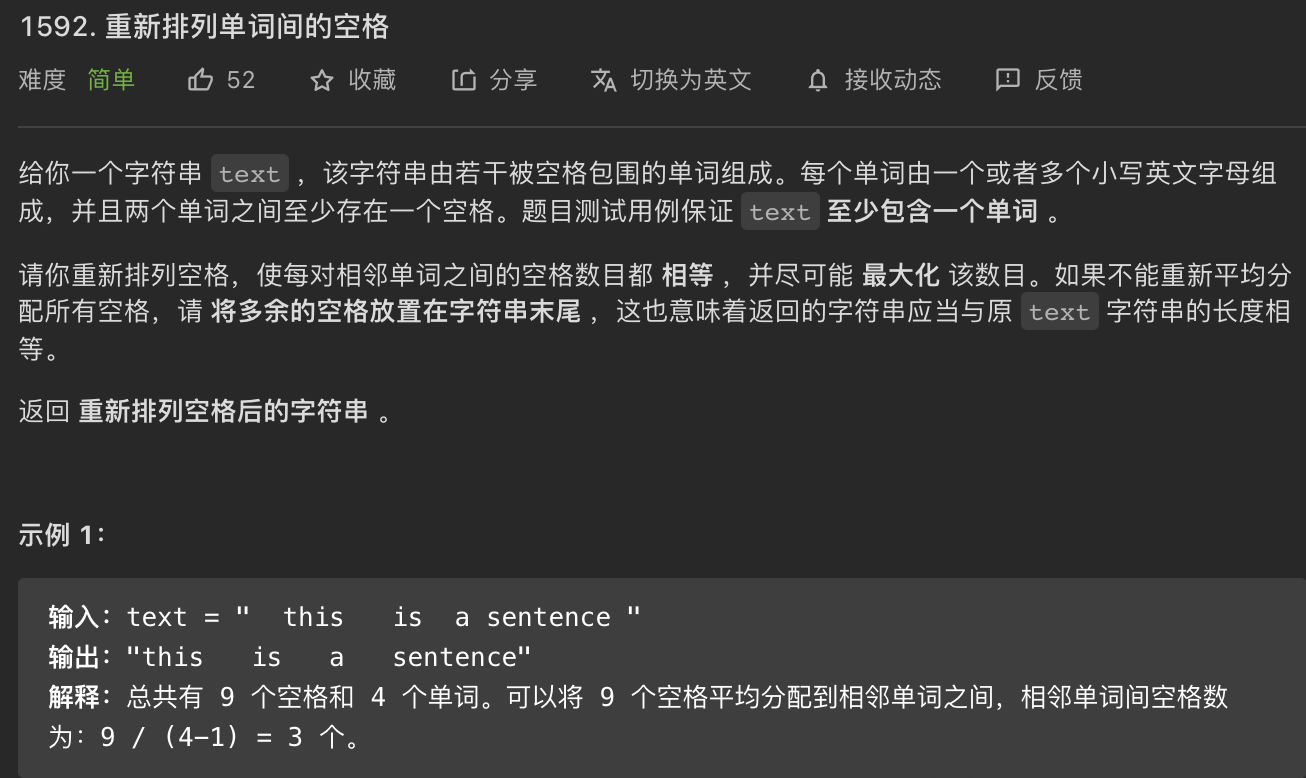 1592. 重新排列单词间的空格
难度 简单 52 收藏 分享 切换为英文 接收动态 反馈
给你一个字符串 text ，该字符串由若干被空格包围的单词组成。每个单词由一个或者多个小写英文字母组
成，并且两个单词之间至少存在一个空格。题目测试用例保证 text 至少包含一个单词 。
请你重新排列空格，使每对相邻单词之间的空格数目都 相等 ，并尽可能 最大化 该数目。如果不能重新平均分
配所有空格，请 将多余的空格放置在字符串末尾 ，这也意味着返回的字符串应当与原 text 字符串的长度相
等。
返回 重新排列空格后的字符串 。
示例 1：
输入：text = "  this   is  a sentence "
输出："this   is   a   sentence"
解释：总共有 9 个空格和 4 个单词。可以将 9 个空格平均分配到相邻单词之间，相邻单词间空格数
为：9 / (4-1) = 3 个。